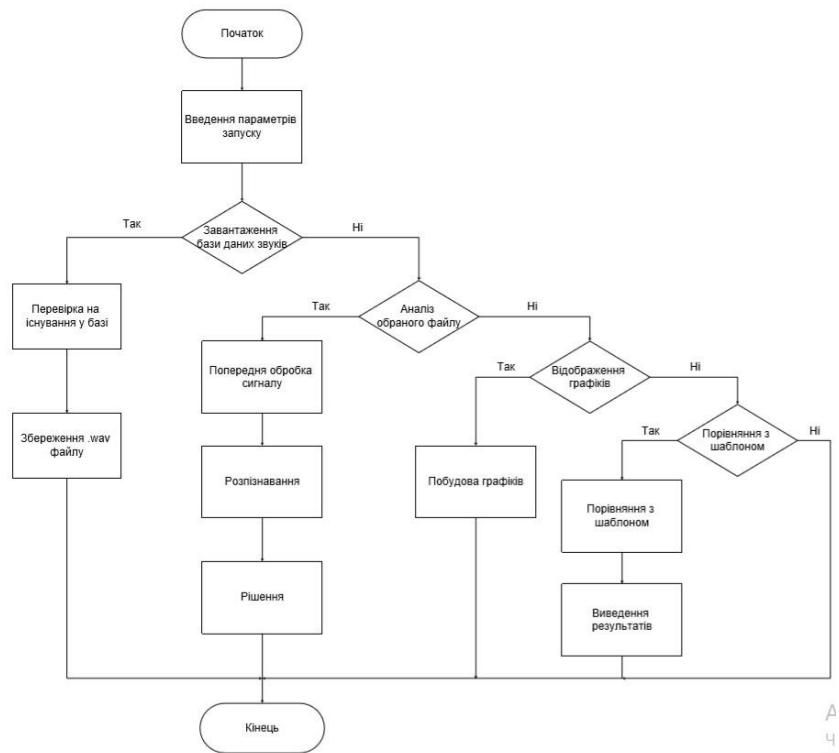 Початок
Введення параметрів
запуску
Так
Завантаження
бази даних звуків
Ні
Перевірка на
існування у базі
Так
Аналіз
обраного файлу
Ні
Попередня обробка
сигналу
Так
Відображення
графіків
Ні
Збереження .wav
файлу
Так
Порівняння з
шаблоном
Ні
Розпізнавання
Побудова графіків
Порівняння з
шаблоном
Рішення
Виведення
результатів
Кінець